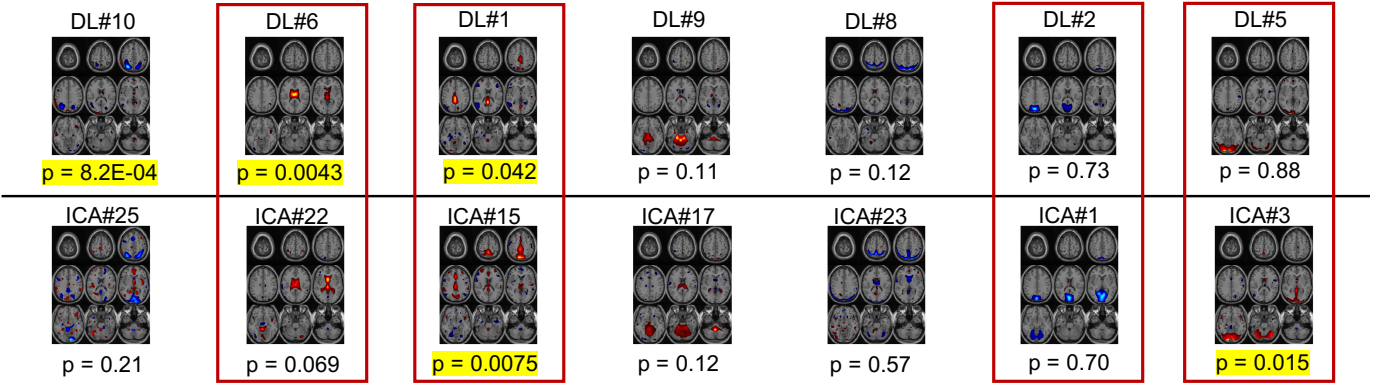 DL#10 DL#6 DL#1 DL#9 DL#8 DL#2 DL#5
p = 8.2E-04 p = 0.0043 p = 0.042 p = 0.11 p = 0.12 p = 0.73 p = 0.88
ICA#25 ICA#22 ICA#15 ICA#17 ICA#23 ICA#1 ICA#3
p = 0.21 p = 0.069 p = 0.0075 p = 0.12 p = 0.57 p = 0.70 p = 0.015